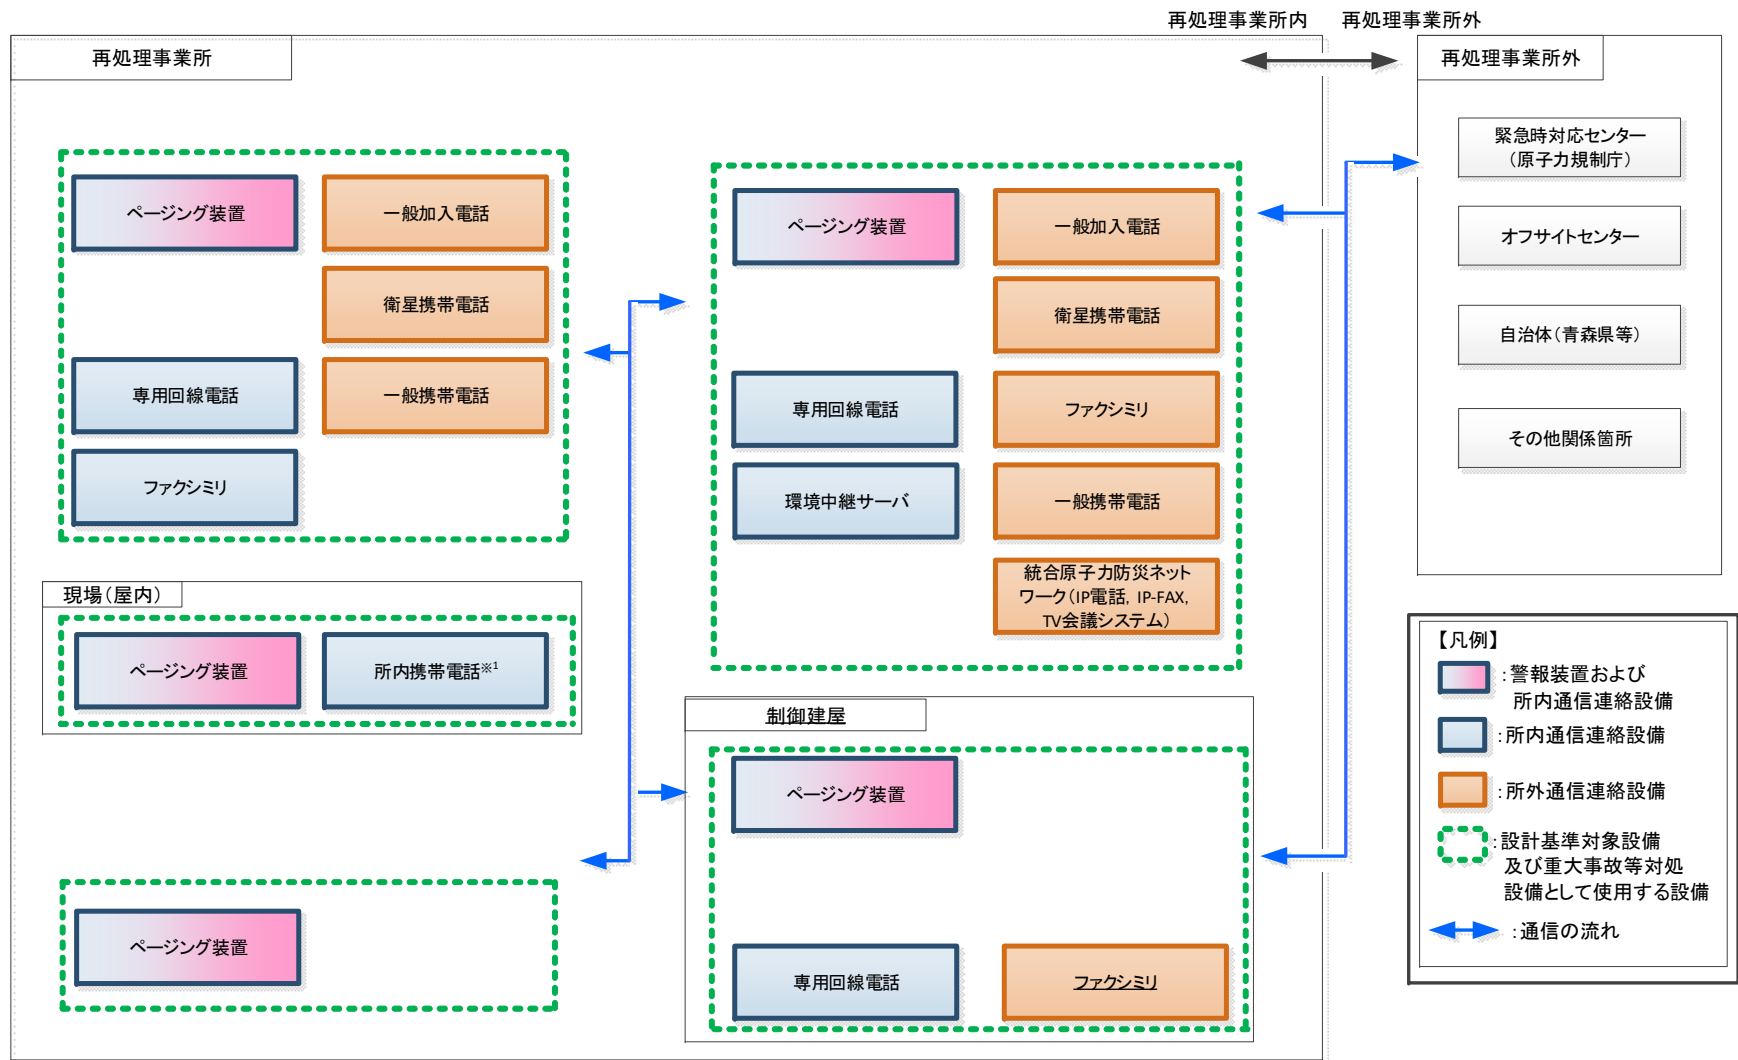 再処理事業所内
再処理事業所外
再処理事業所
再処理事業所外
ページング装置
一般加入電話
衛星携帯電話
専用回線電話
一般携帯電話
ファクシミリ
現場（屋内）
ページング装置
所内携帯電話※1
ページング装置
ページング装置
一般加入電話
衛星携帯電話
専用回線電話
ファクシミリ
環境中継サーバ
一般携帯電話
統合原子力防災ネット
ワーク（IP電話，IP-FAX，
TV会議システム）
制御建屋
ページング装置
専用回線電話
ファクシミリ
緊急時対応センター
（原子力規制庁）
オフサイトセンター
自治体（青森県等）
その他関係箇所
【凡例】
：警報装置および
所内通信連絡設備
：所内通信連絡設備
：所外通信連絡設備
：設計基準対象設備
及び重大事故等対処
設備として使用する設備
：通信の流れ